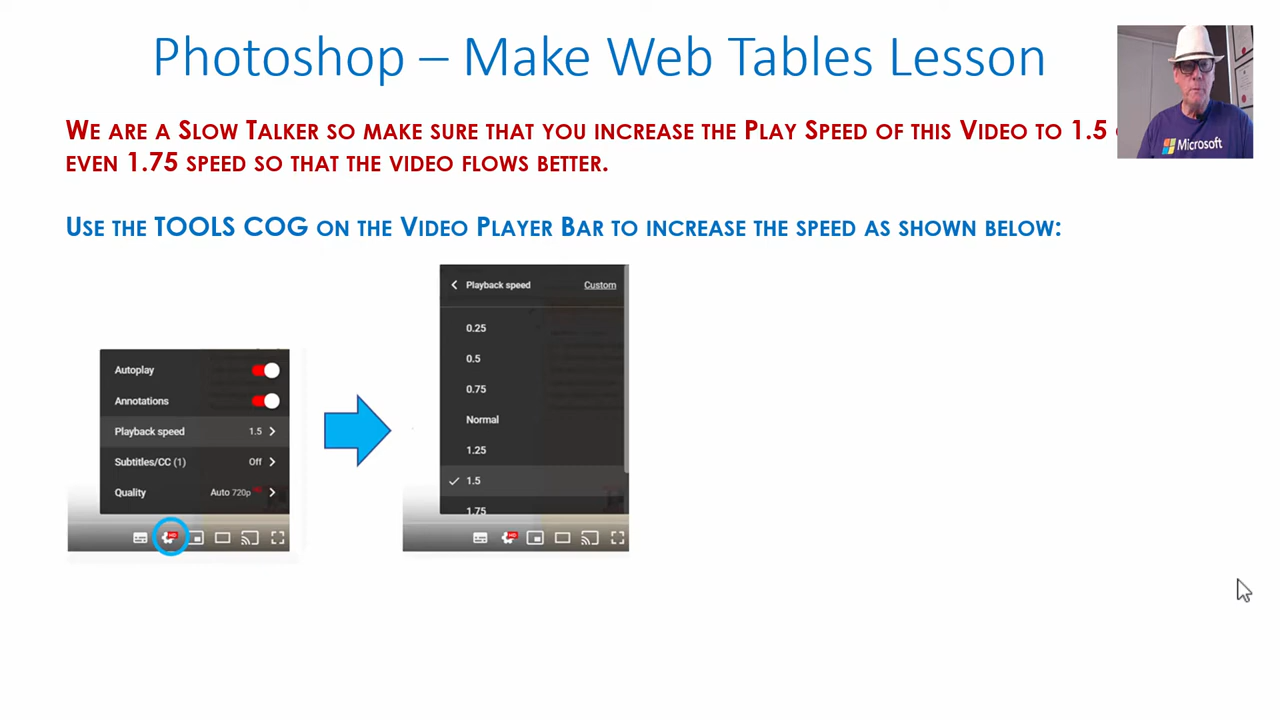 Photoshop – Make Web Tables Lesson
WE ARE A SLOW TALKER SO MAKE SURE THAT YOU INCREASE THE PLAY SPEED OF THIS VIDEO TO 1.5
EVEN 1.75 SPEED SO THAT THE VIDEO FLOWS BETTER.
Microsoft
USE THE TOOLS COG ON THE VIDEO PLAYER BAR TO INCREASE THE SPEED AS SHOWN BELOW:
Autoplay
Annotations
Playback speed 1.5
Subtitles/CC (1) Off
Quality Auto 720p
HD
Playback speed Custom
0.25
0.5
0.75
Normal
1.25
1.5
1.75
HD